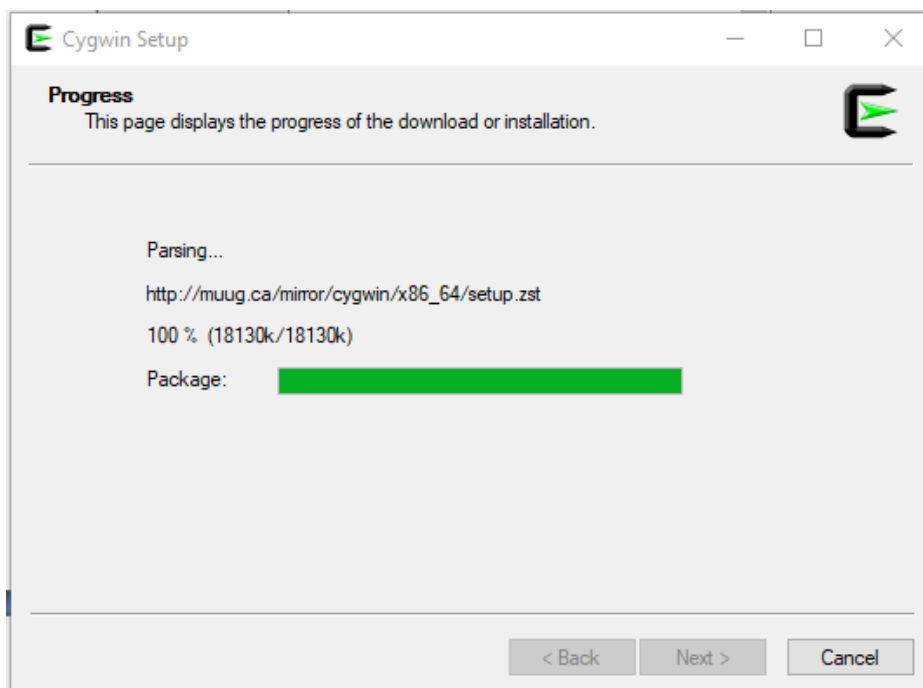 Cygwin Setup
Progress
This page displays the progress of the download or installation.
Parsing...
http://muug.ca/mirror/cygwin/x86_64/setup.zst
100 % (18130k/18130k)
Package:
< Back
Next >
Cancel